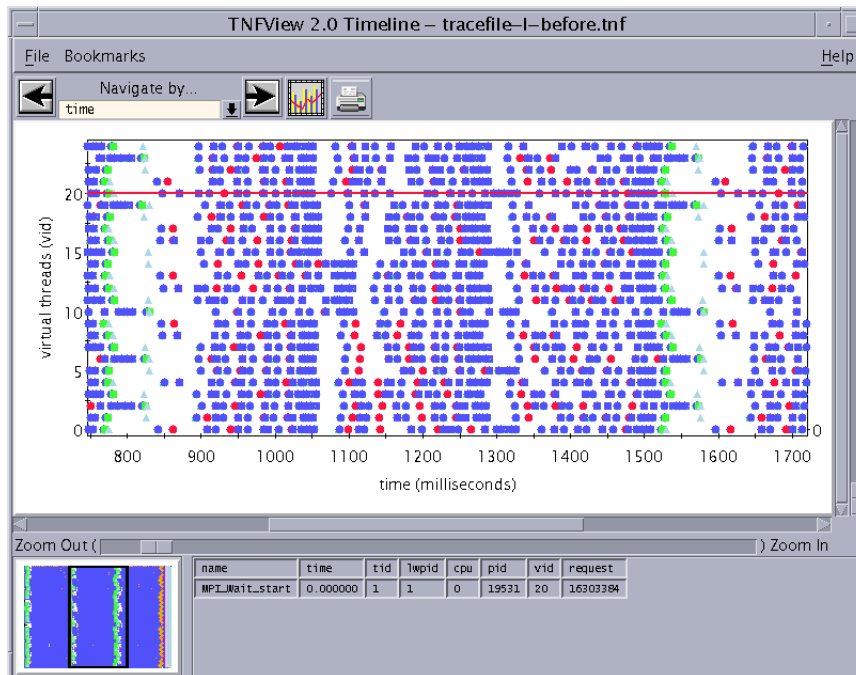 TNFView 2.0 Timeline – tracefile–l–before.tnf
File Bookmarks Help
Navigate by...
time
virtual threads (vid)
20
15
10
5
0 0
800 900 1000 1100 1200 1300 1400 1500 1600 1700
time (milliseconds)
Zoom Out ( ) Zoom In
name time tid lwpid cpu pid vid request
MPI_Wait_start 0.000000 1 1 0 19531 20 16303384